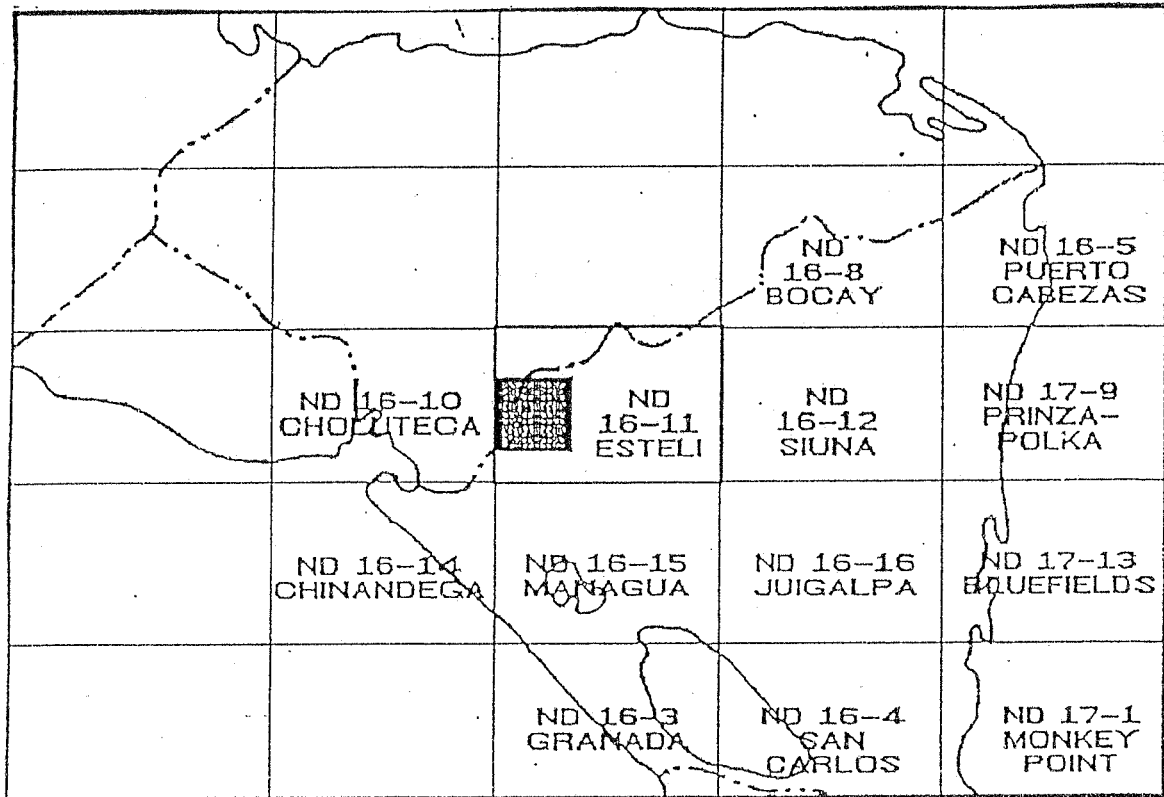 ND
16-8
BOCAY
ND 16-5
PUERTO
CABEZAS
ND 16-10
CHOLUTECA
ND
16-11
ESTELI
ND
16-12
SIUNA
ND 17-9
PRINZA-
POLKA
ND 16-14
CHINANDEGA
ND 16-15
MANAGUA
ND 16-16
JUIGALPA
ND 17-13
BLUEFIELDS
ND 16-3
GRANADA
ND 16-4
SAN
CARLOS
ND 17-1
MONKEY
POINT